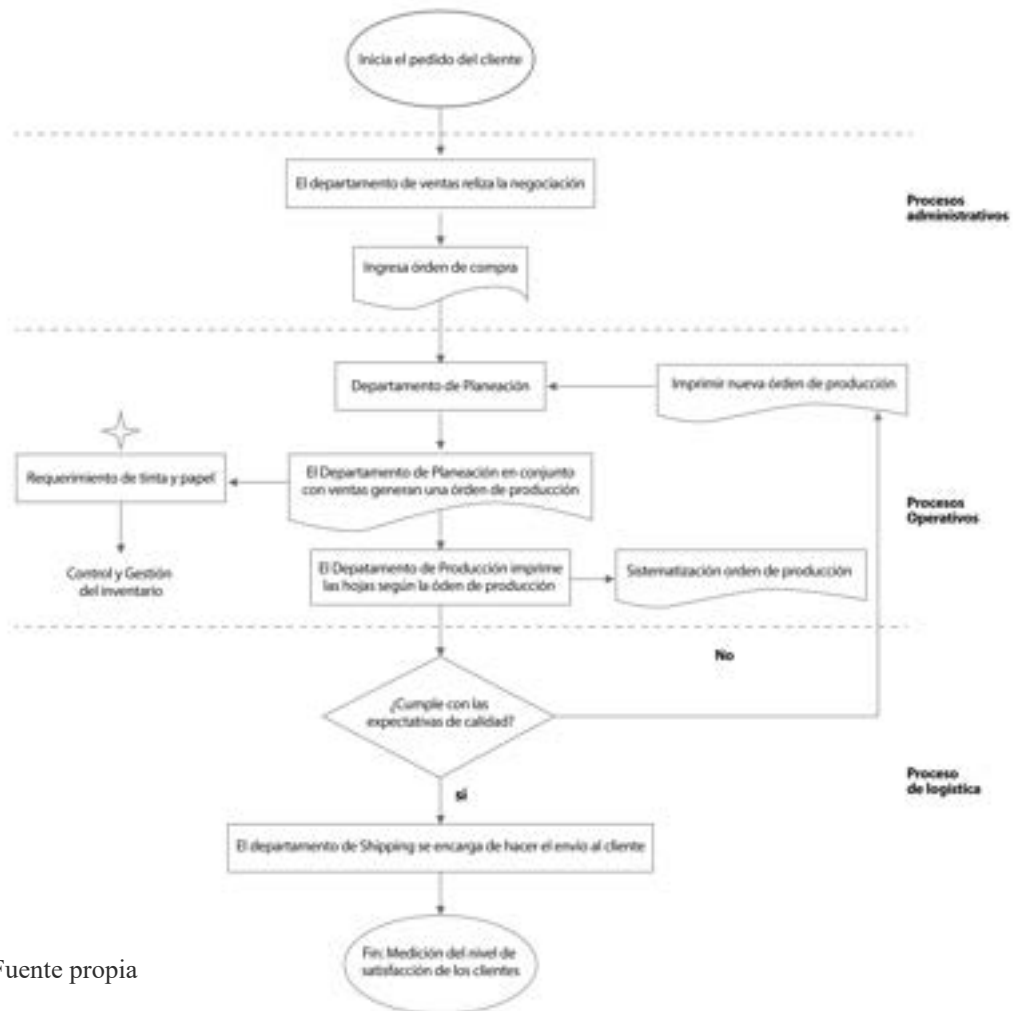 Inicia el pedido del cliente
El departamento de ventas reliza la negociación
Procesos
administrativos
Ingresa órden de compra
Departamento de Planeación
Imprimir nueva órden de producción
Requerimiento de tinta y papel
El Departamento de Planeación en conjunto
con ventas generan una órden de producción
Procesos
Operativos
Control y Gestión
del inventario
El Depatamento de Producción imprime
las hojas según la óden de producción
Sistematización orden de producción
No
¿Cumple con las
expectativas de calidad?
Proceso
de logística
sí
El departamento de Shipping se encarga de hacer el envío al cliente
Fin: Medición del nivel de
satisfacción de los clientes
Fuente propia